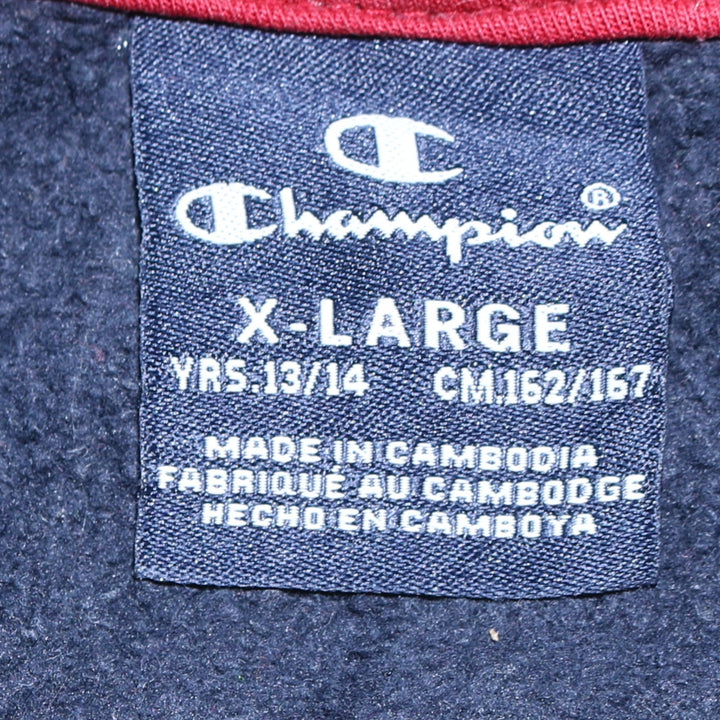 C
Champion®
X-LARGE
YRS.13/14 CM.162/167
MADE IN CAMBODIA
FABRIQUÉ AU CAMBODGE
HECHO EN CAMBOYA